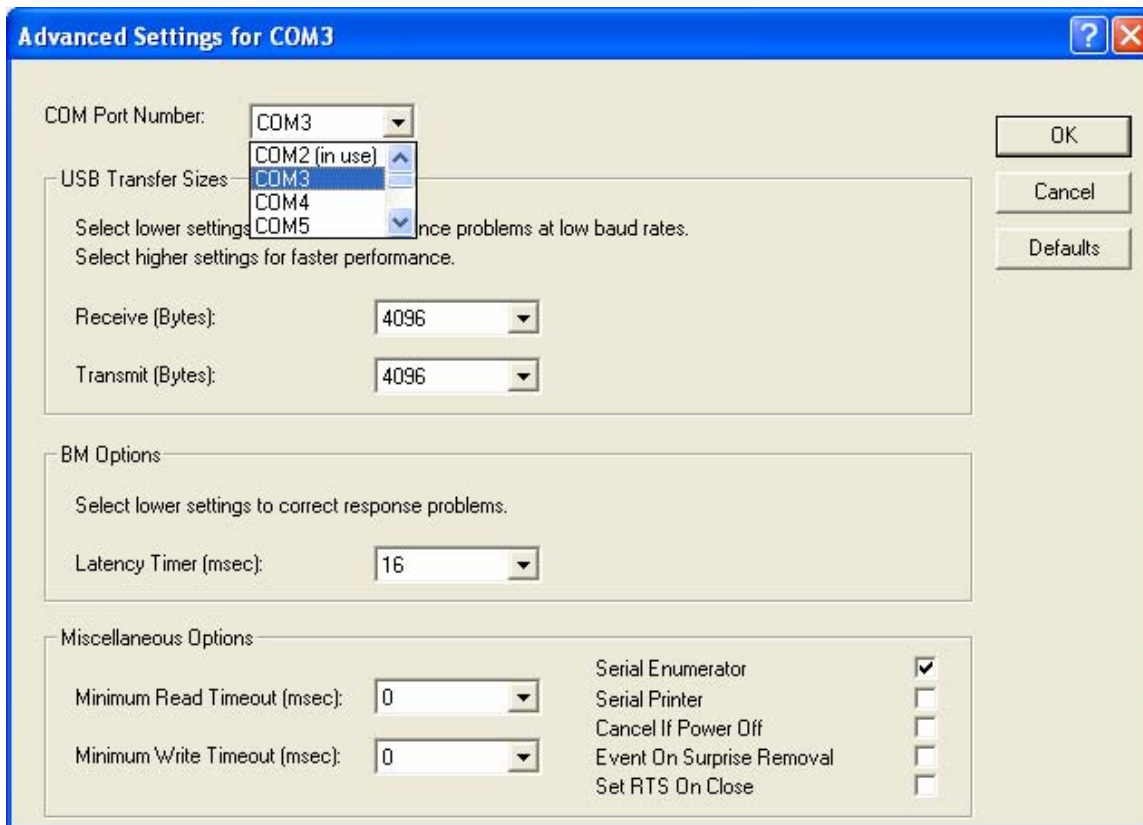 Advanced Settings for COM3
COM Port Number:
COM3
COM2 (in use)
COM3
COM4
COM5
OK
Cancel
Defaults
USB Transfer Sizes
Select lower settings nce problems at low baud rates.
Select higher settings for faster performance.
Receive (Bytes):
4096
Transmit (Bytes):
4096
BM Options
Select lower settings to correct response problems.
Latency Timer (msec):
16
Miscellaneous Options
Minimum Read Timeout (msec):
0
Minimum Write Timeout (msec):
0
Serial Enumerator
Serial Printer
Cancel If Power Off
Event On Surprise Removal
Set RTS On Close